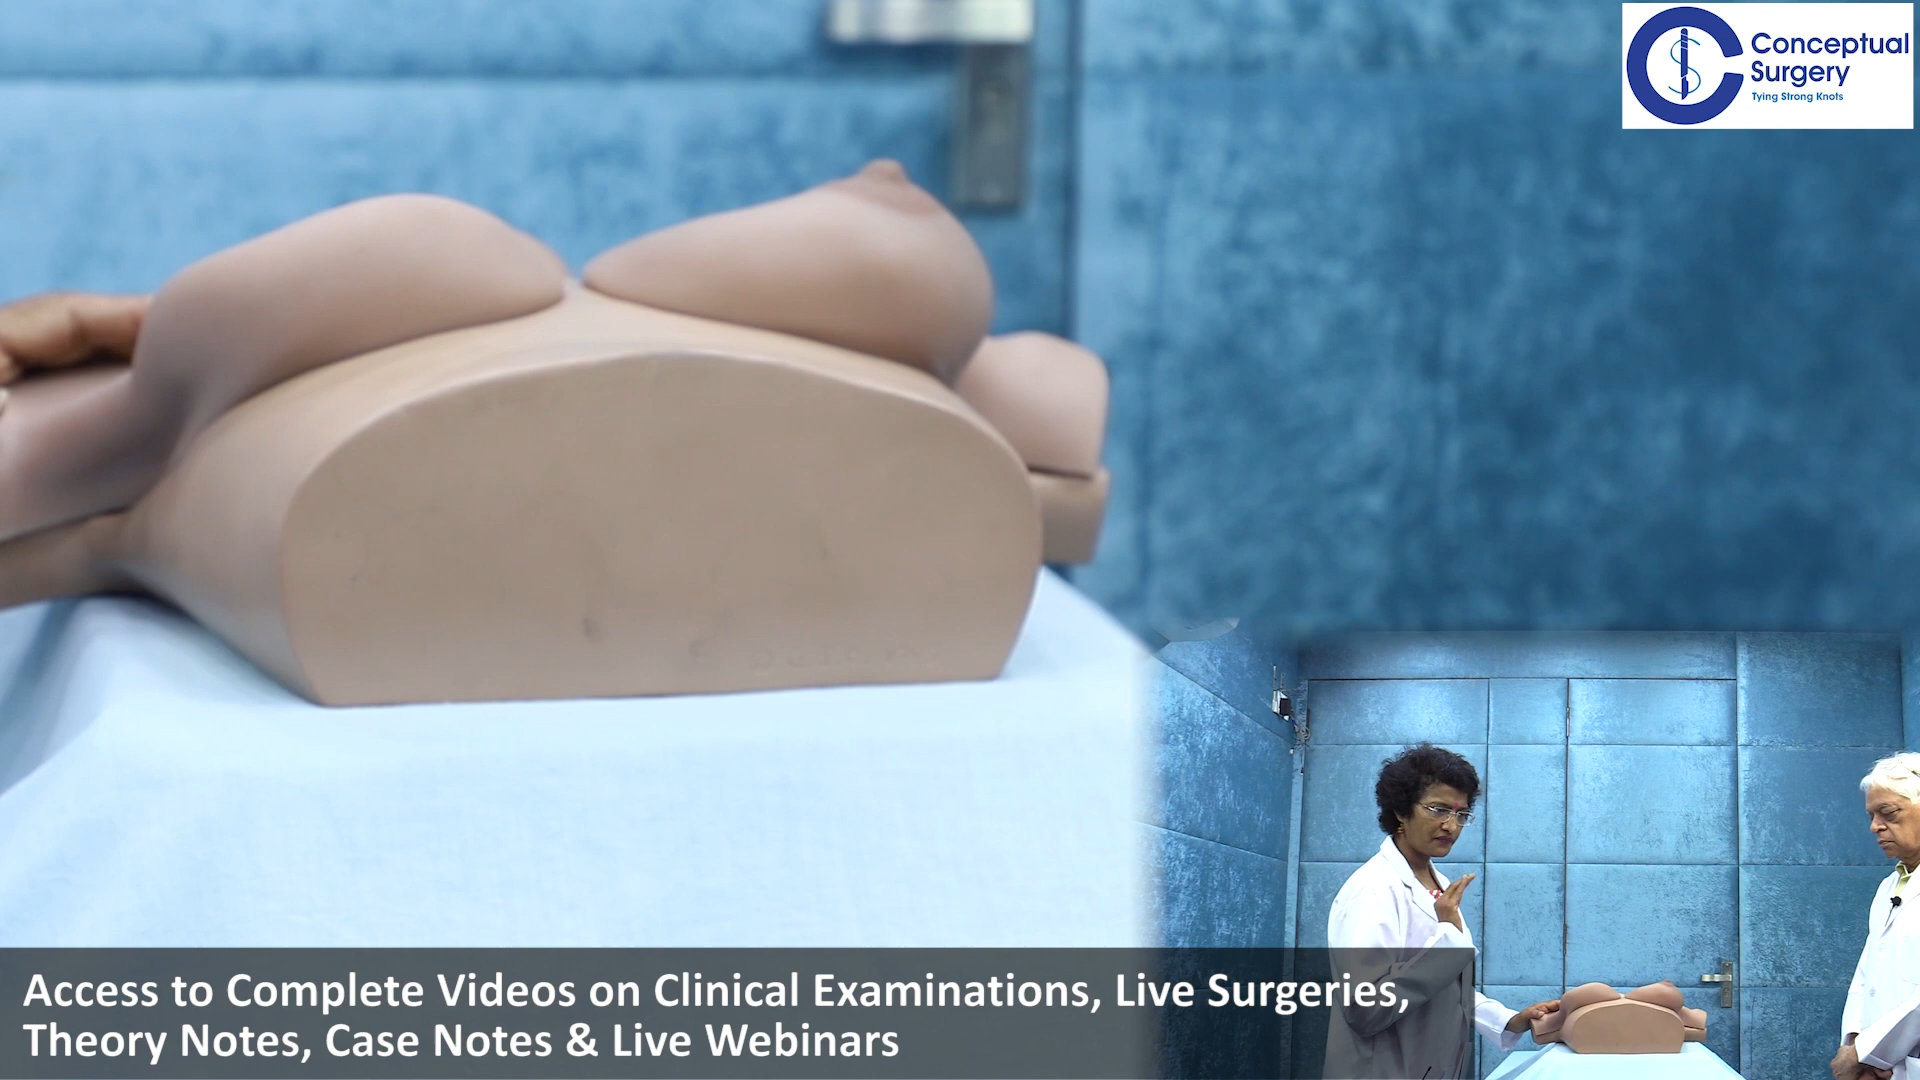 Conceptual
Surgery
Tying Strong Knots
Access to Complete Videos on Clinical Examinations, Live Surgeries,
Theory Notes, Case Notes & Live Webinars